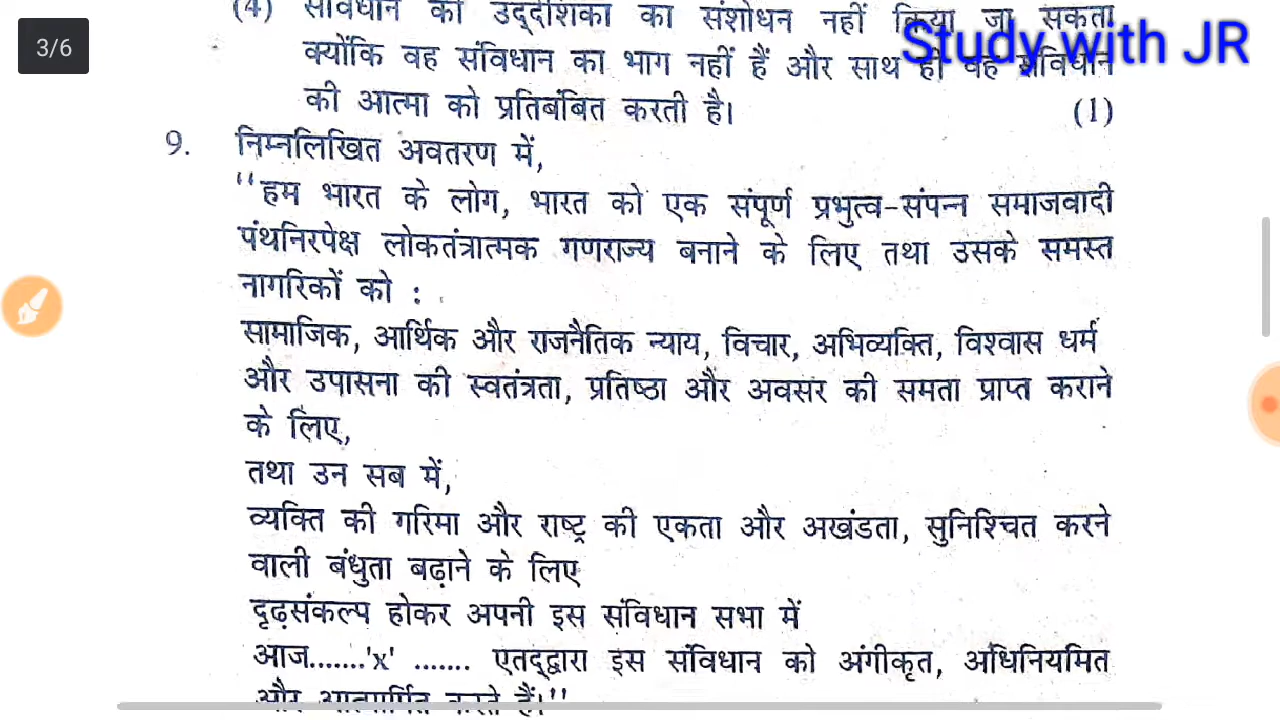 3/6
Study with JR
(4) संविधान की उद्देशिका का संशोधन नहीं किया जा सकता
क्योंकि वह संविधान का भाग नहीं हैं और साथ ही वह संविधान
की आत्मा को प्रतिबंबित करती है।
(1)
9. निम्नलिखित अवतरण में,
"हम भारत के लोग, भारत को एक संपूर्ण प्रभुत्व-संपन्न समाजवादी
पंथनिरपेक्ष लोकतंत्रात्मक गणराज्य बनाने के लिए तथा उसके समस्त
नागरिकों को :
सामाजिक, आर्थिक और राजनैतिक न्याय, विचार, अभिव्यक्ति, विश्वास धर्म
और उपासना की स्वतंत्रता, प्रतिष्ठा और अवसर की समता प्राप्त कराने
के लिए,
तथा उन सब में,
व्यक्ति की गरिमा और राष्ट्र की एकता और अखंडता, सुनिश्चित करने
वाली बंधुता बढ़ाने के लिए
दृढ़संकल्प होकर अपनी इस संविधान सभा में
आज.......'x' ....... एतद्द्वारा इस संविधान को अंगीकृत, अधिनियमित
और आत्मार्पित करते हैं।"